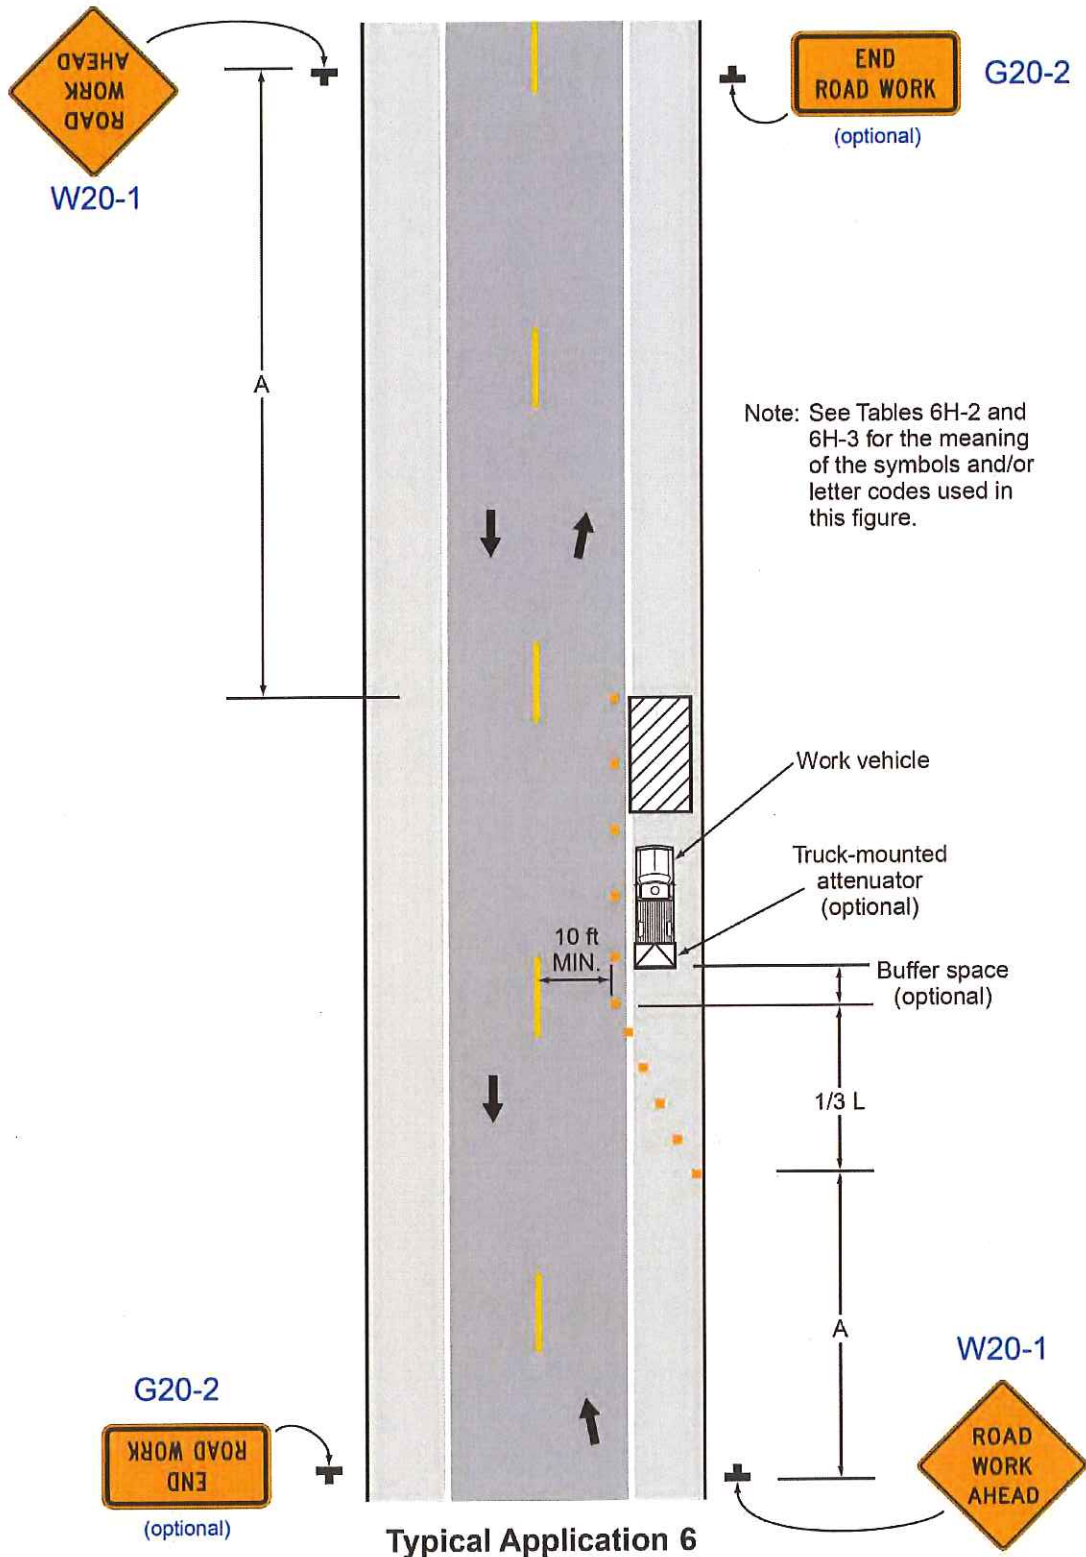 ROAD
WORK
AHEAD
W20-1
END
ROAD WORK
(optional)
G20-2
A
Note: See Tables 6H-2 and
6H-3 for the meaning
of the symbols and/or
letter codes used in
this figure.
Work vehicle
Truck-mounted
attenuator
(optional)
10 ft
MIN.
Buffer space
(optional)
1/3 L
A
W20-1
ROAD
WORK
AHEAD
G20-2
END
ROAD WORK
(optional)
Typical Application 6